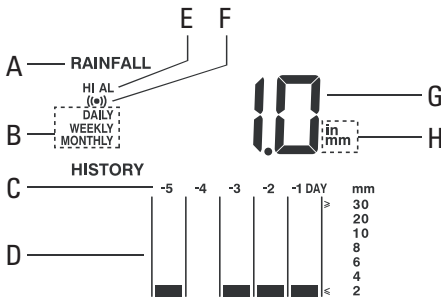 E F
A RAINFALL
HI AL
((•))
DAILY
B WEEKLY
MONTHLY
1.0 G
in
mm H
HISTORY
C -5 -4 -3 -2 -1 DAY mm
≥ 30
20
10
D 8
6
4
≤ 2